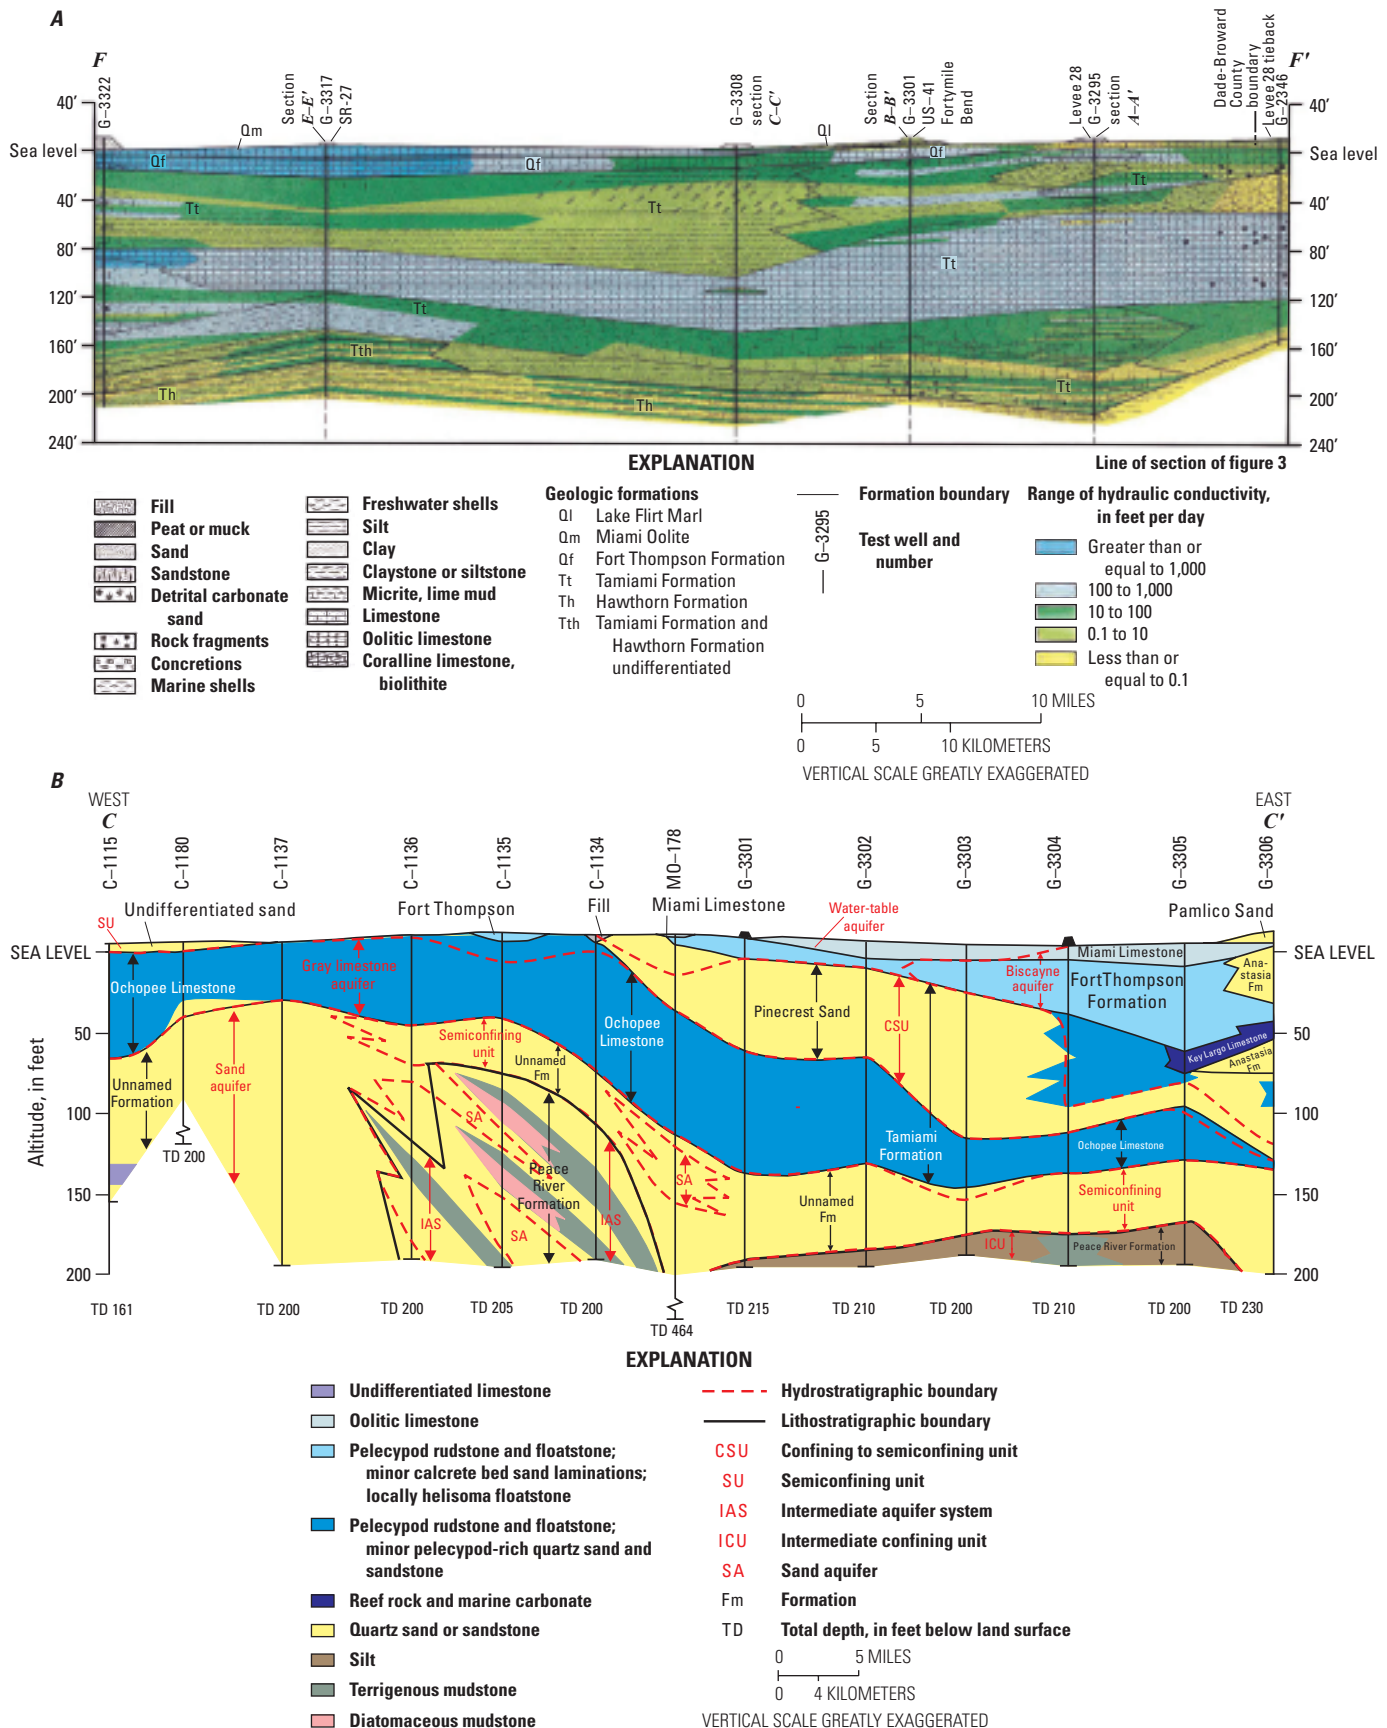 A
F
F'
G–3322
Section
E–E'
G–3317
SR-27
G–3308
section
C–C'
Section
B–B'
G–3301
US-41
Fortymile
Bend
Levee 28
G–3295
section
A–A'
Dade-Broward
County
boundary
Levee 28 tieback
G–2346
40'
Sea level
40'
80'
120'
160'
200'
240'
40'
Sea level
40'
80'
120'
160'
200'
240'
Qm
Ql
Qf
Qf
Qf
Tt
Tt
Tt
Tt
Tt
Tth
Tt
Th
Th
EXPLANATION
Line of section of figure 3
Fill
Peat or muck
Sand
Sandstone
Detrital carbonate
sand
Rock fragments
Concretions
Marine shells
Freshwater shells
Silt
Clay
Claystone or siltstone
Micrite, lime mud
Limestone
Oolitic limestone
Coralline limestone,
biolithite
Geologic formations
Ql Lake Flirt Marl
Qm Miami Oolite
Qf Fort Thompson Formation
Tt Tamiami Formation
Th Hawthorn Formation
Tth Tamiami Formation and
Hawthorn Formation
undifferentiated
Formation boundary
G–3295
Test well and
number
Range of hydraulic conductivity,
in feet per day
Greater than or
equal to 1,000
100 to 1,000
10 to 100
0.1 to 10
Less than or
equal to 0.1
0 5 10 MILES
0 5 10 KILOMETERS
VERTICAL SCALE GREATLY EXAGGERATED
B
WEST
C
EAST
C'
C–1115
C–1180
C–1137
C–1136
C–1135
C–1134
MO–178
G–3301
G–3302
G–3303
G–3304
G–3305
G–3306
SU
Undifferentiated sand
Fort Thompson
Fill
Miami Limestone
Water-table
aquifer
Pamlico Sand
SEA LEVEL
50
100
150
200
Altitude, in feet
SEA LEVEL
50
100
150
200
Ochopee Limestone
Gray limestone
aquifer
Unnamed
Formation
Sand
aquifer
Semiconfining
unit
Unnamed
Fm
Ochopee
Limestone
Pinecrest Sand
CSU
Biscayne
aquifer
Miami Limestone
Fort Thompson
Formation
Ana-
stasia
Fm
Key Largo Limestone
Anastasia
Fm
Tamiami
Formation
Ochopee Limestone
SA
Peace
River
Formation
IAS
SA
IAS
SA
Unnamed
Fm
Semiconfining
unit
ICU
Peace River Formation
TD 200
TD 161
TD 200
TD 200
TD 205
TD 200
TD 464
TD 215
TD 210
TD 200
TD 210
TD 200
TD 230
EXPLANATION
Undifferentiated limestone
Oolitic limestone
Pelecypod rudstone and floatstone;
minor calcrete bed sand laminations;
locally helisoma floatstone
Pelecypod rudstone and floatstone;
minor pelecypod-rich quartz sand and
sandstone
Reef rock and marine carbonate
Quartz sand or sandstone
Silt
Terrigenous mudstone
Diatomaceous mudstone
Hydrostratigraphic boundary
Lithostratigraphic boundary
CSU Confining to semiconfining unit
SU Semiconfining unit
IAS Intermediate aquifer system
ICU Intermediate confining unit
SA Sand aquifer
Fm Formation
TD Total depth, in feet below land surface
0 5 MILES
0 4 KILOMETERS
VERTICAL SCALE GREATLY EXAGGERATED